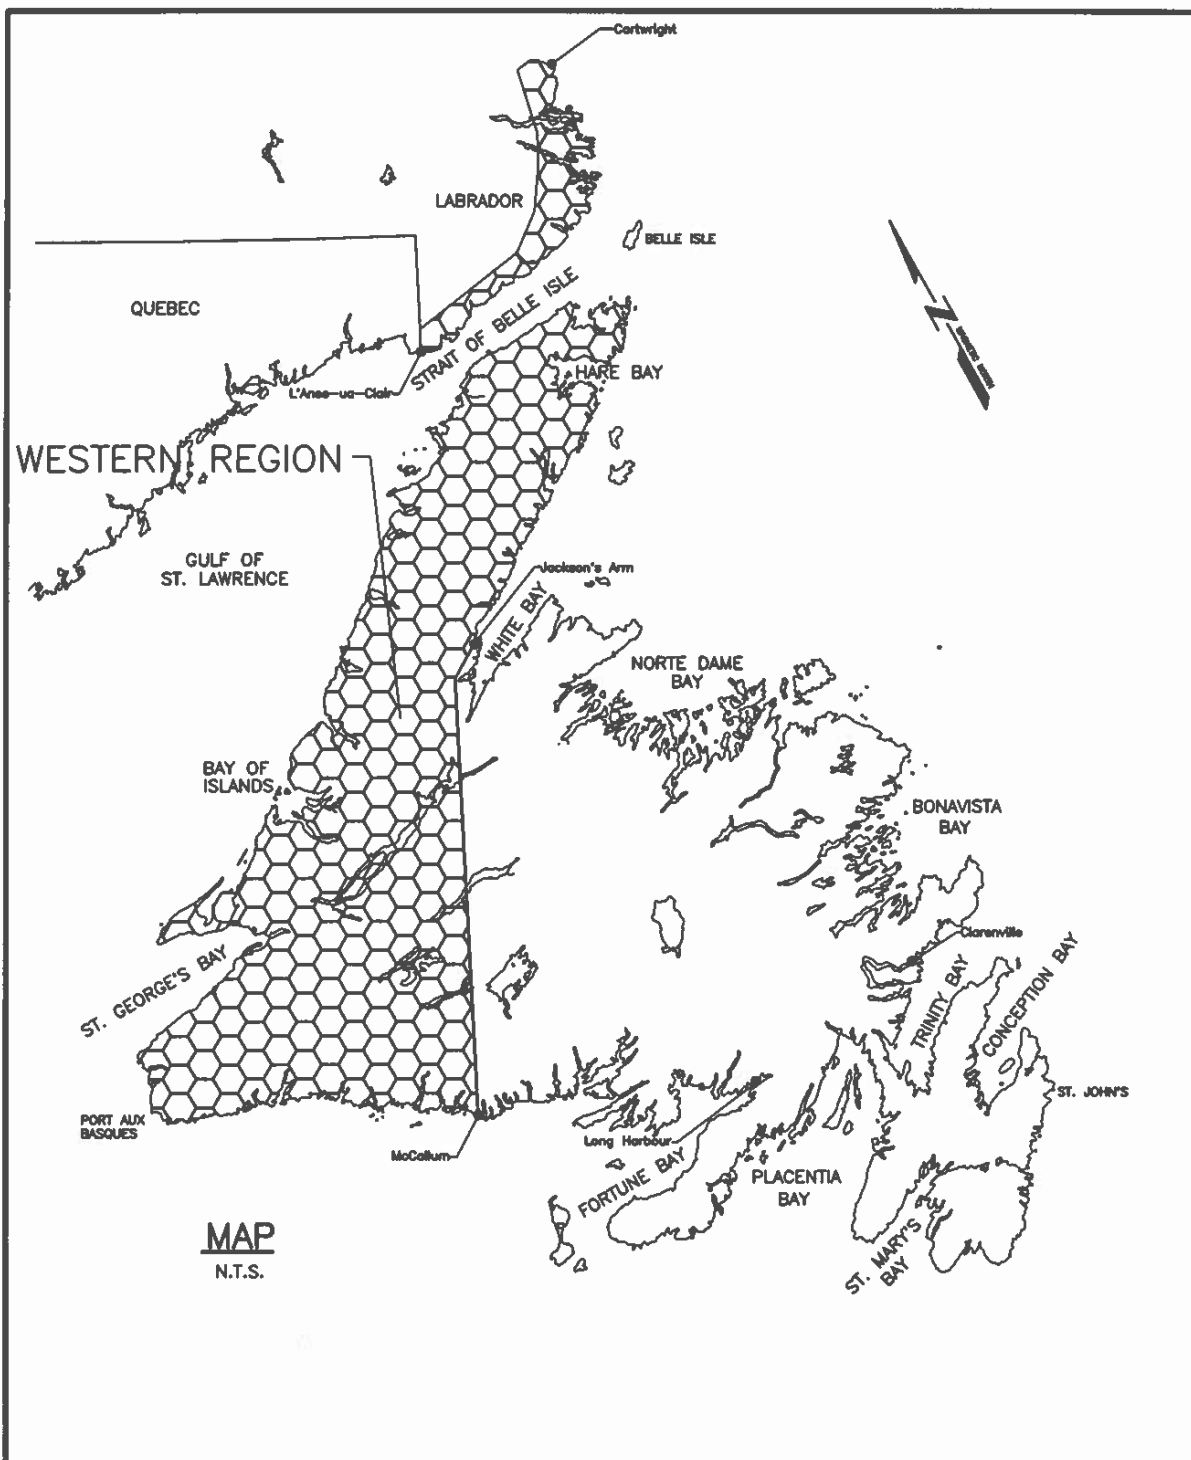 Cartwright
LABRADOR
BELLE ISLE
QUEBEC
STRAIT OF BELLE ISLE
HARE BAY
L'Anse-ua-Clair
WESTERN REGION
GULF OF
ST. LAWRENCE
Jackson's Arm
WHITE BAY
NORTE DAME
BAY
BAY OF
ISLANDS
BONAVISTA
BAY
Clarenville
ST. GEORGE'S BAY
TRINITY BAY
CONCEPTION BAY
ST. JOHN'S
PORT AUX
BASQUES
McCallum
Long Harbour
FORTUNE BAY
PLACENTIA
BAY
ST. MARY'S
BAY
MAP
N.T.S.